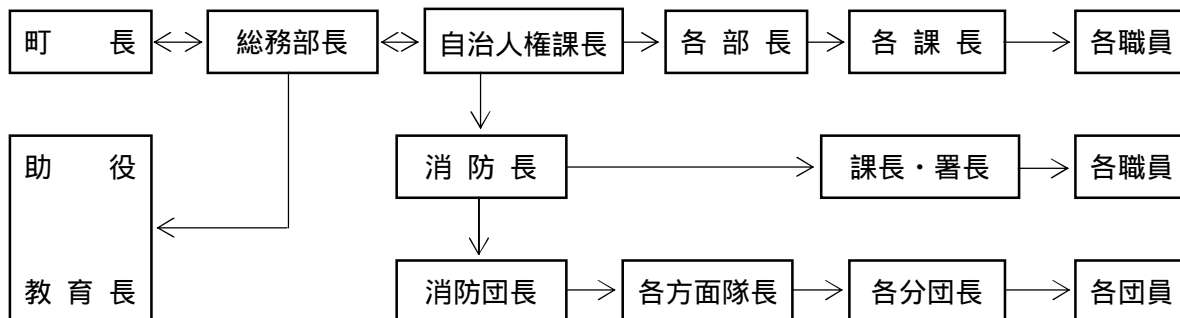 町長 総務部長 自治人権課長 各部長 各課長 各職員
助役 消防長 課長・署長 各職員
教育長 消防団長 各方面隊長 各分団長 各団員